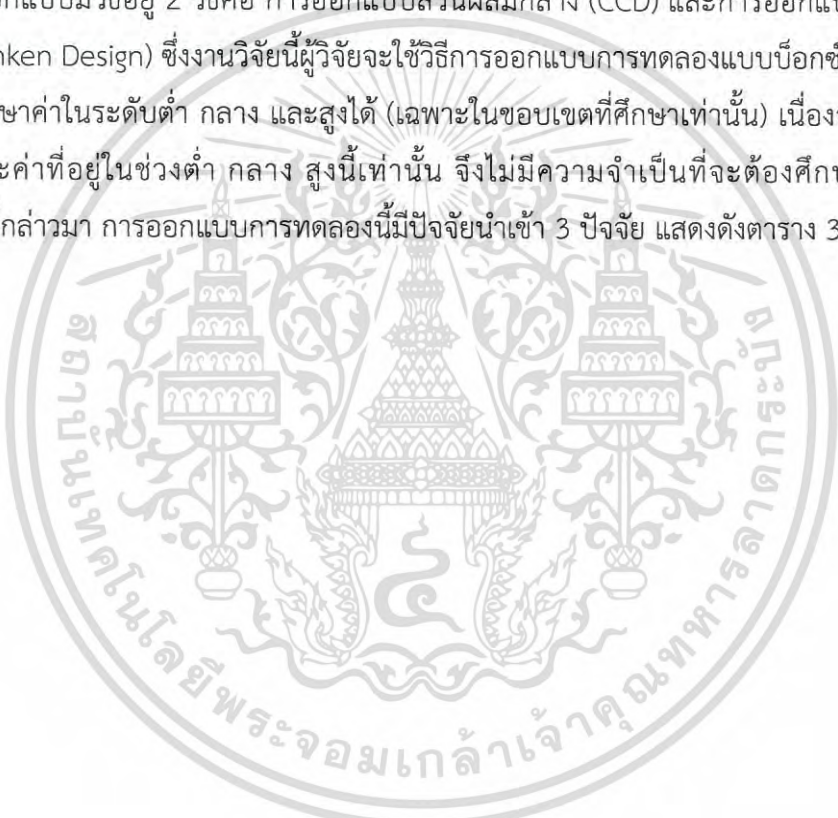 2 วิธีคือ การออกแบบส่วนผสมกลาง (CCD) และการออกแ
nken Design) ซึ่งงานวิจัยนี้ผู้วิจัยจะใช้วิธีการออกแบบการทดลองแบบบ็อกซ์
ษาค่าในระดับต่ำ กลาง และสูงได้ (เฉพาะในขอบเขตที่ศึกษาเท่านั้น) เนื่อง
ะค่าที่อยู่ในช่วงต่ำ กลาง สูงนี้เท่านั้น จึงไม่มีความจำเป็นที่จะต้องศึก
กล่าวมา การออกแบบการทดลองนี้มีปัจจัยนำเข้า 3 ปัจจัย แสดงดังตาราง 3
สถาบันเทคโนโลยีพระจอมเกล้าเจ้าคุณทหารลาดกระบัง